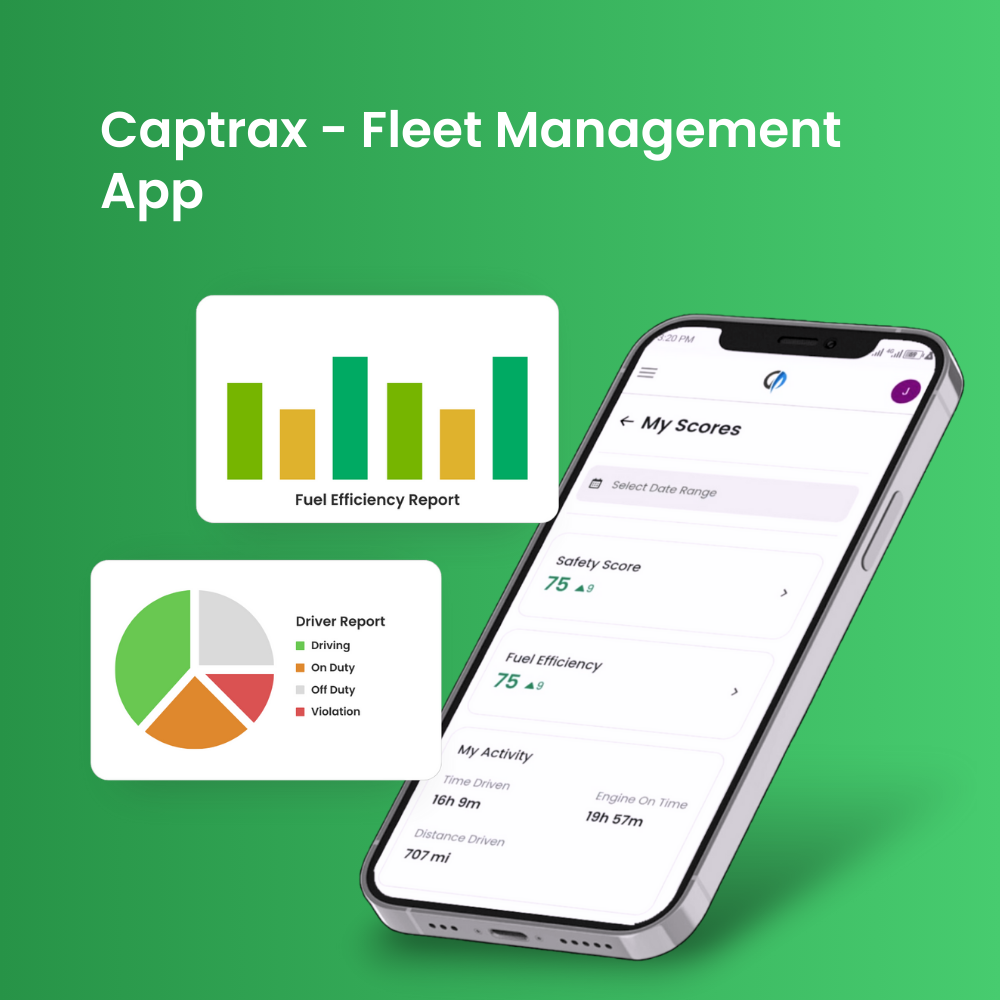 Captrax - Fleet Management
App
Fuel Efficiency Report
Driver Report
Driving
On Duty
Off Duty
Violation
3:20 PM
J
My Scores
Select Date Range
Safety Score
75 ▲9
Fuel Efficiency
75 ▲9
My Activity
Time Driven
16h 9m
Engine On Time
19h 57m
Distance Driven
707 mi